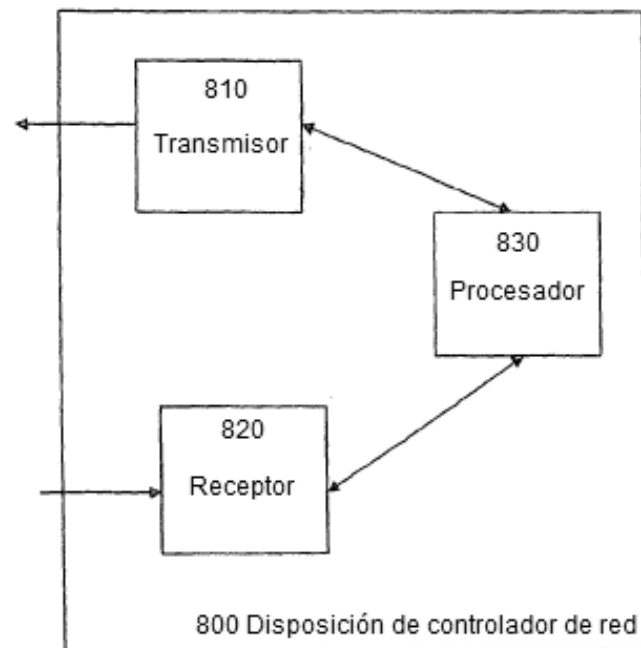 810
Transmisor
830
Procesador
820
Receptor
800 Disposición de controlador de red